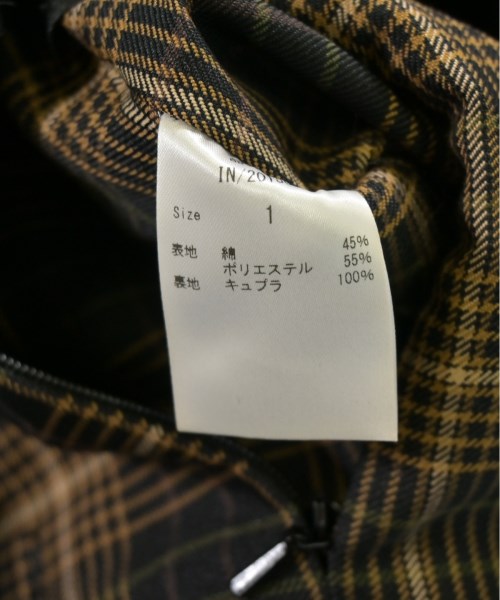 Size 1
表地 綿 45%
ポリエステル 55%
裏地 キュプラ 100%